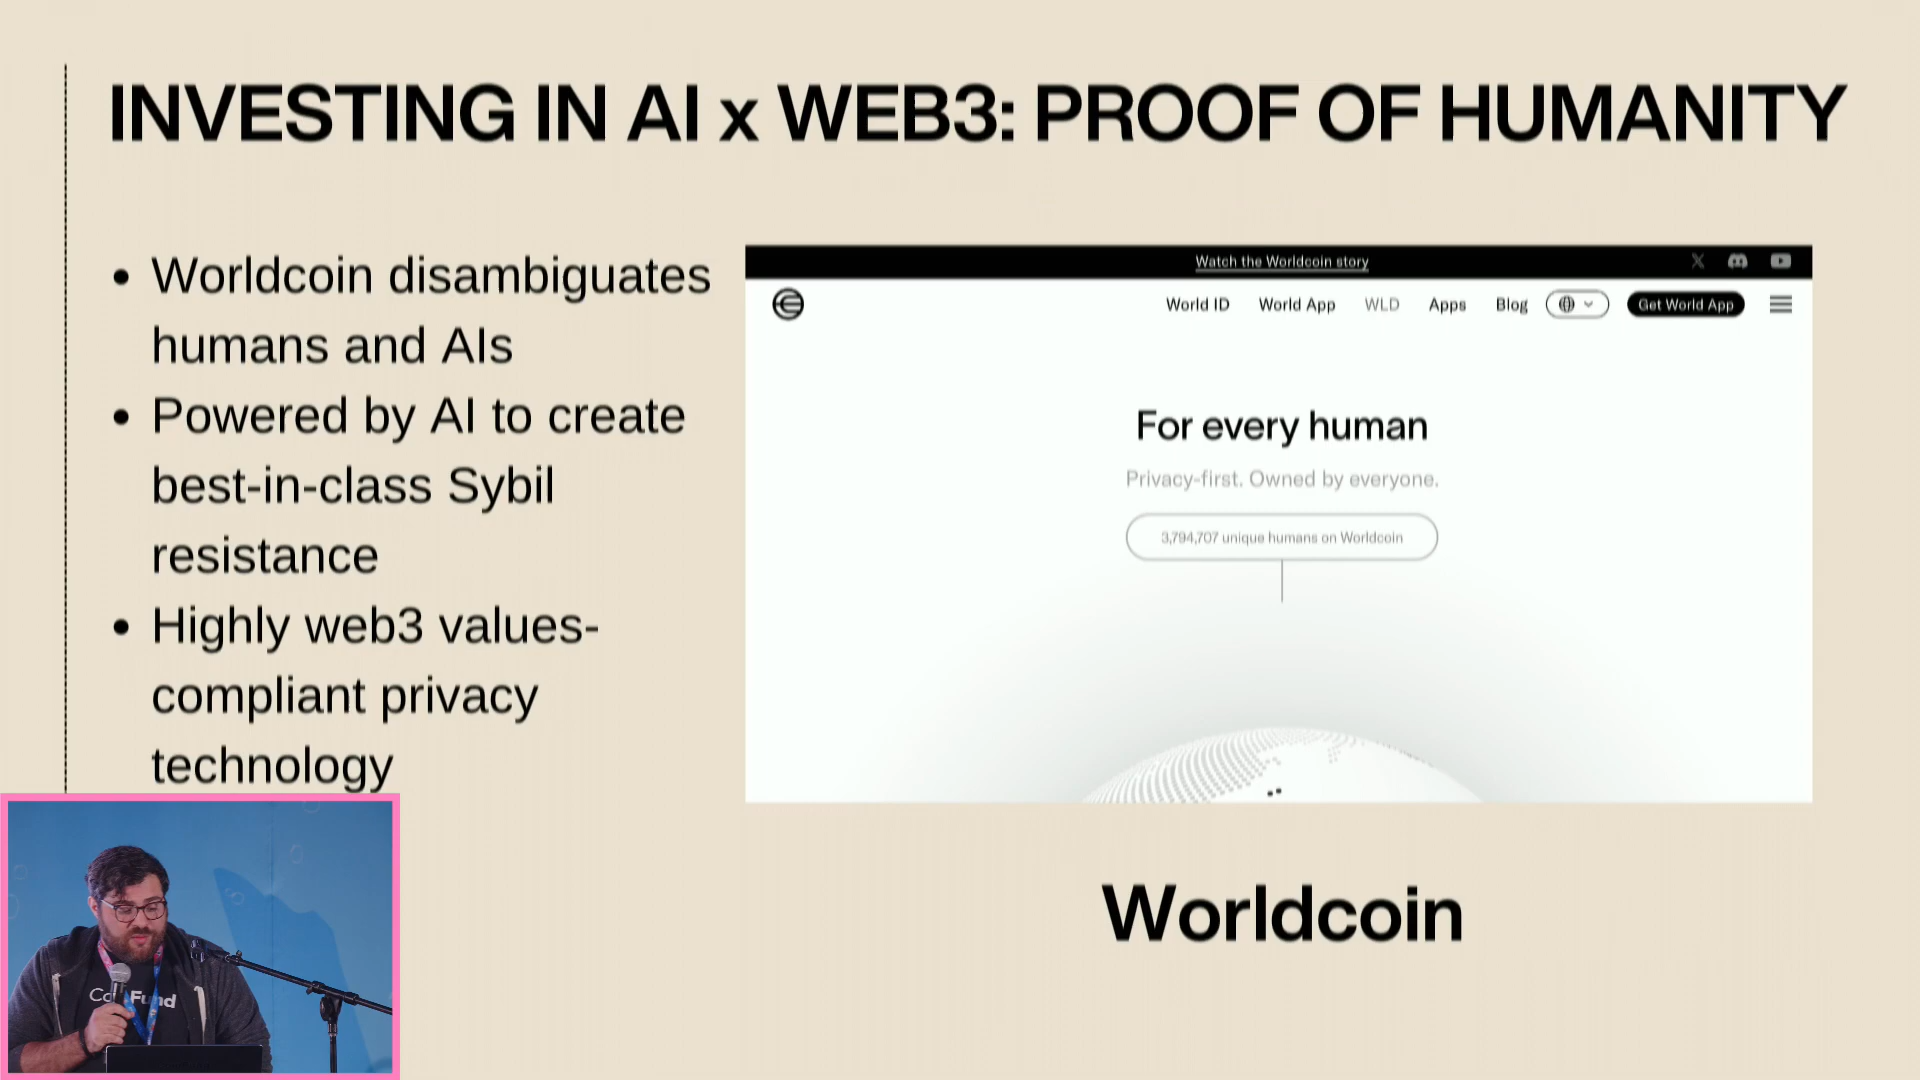 INVESTING IN AI x WEB3: PROOF OF HUMANITY
• Worldcoin disambiguates
humans and AIs
• Powered by AI to create
best-in-class Sybil
resistance
• Highly web3 values-
compliant privacy
technology
Watch the Worldcoin story
World ID World App WLD Apps Blog Get World App
For every human
Privacy-first. Owned by everyone.
3,794,707 unique humans on Worldcoin
Worldcoin